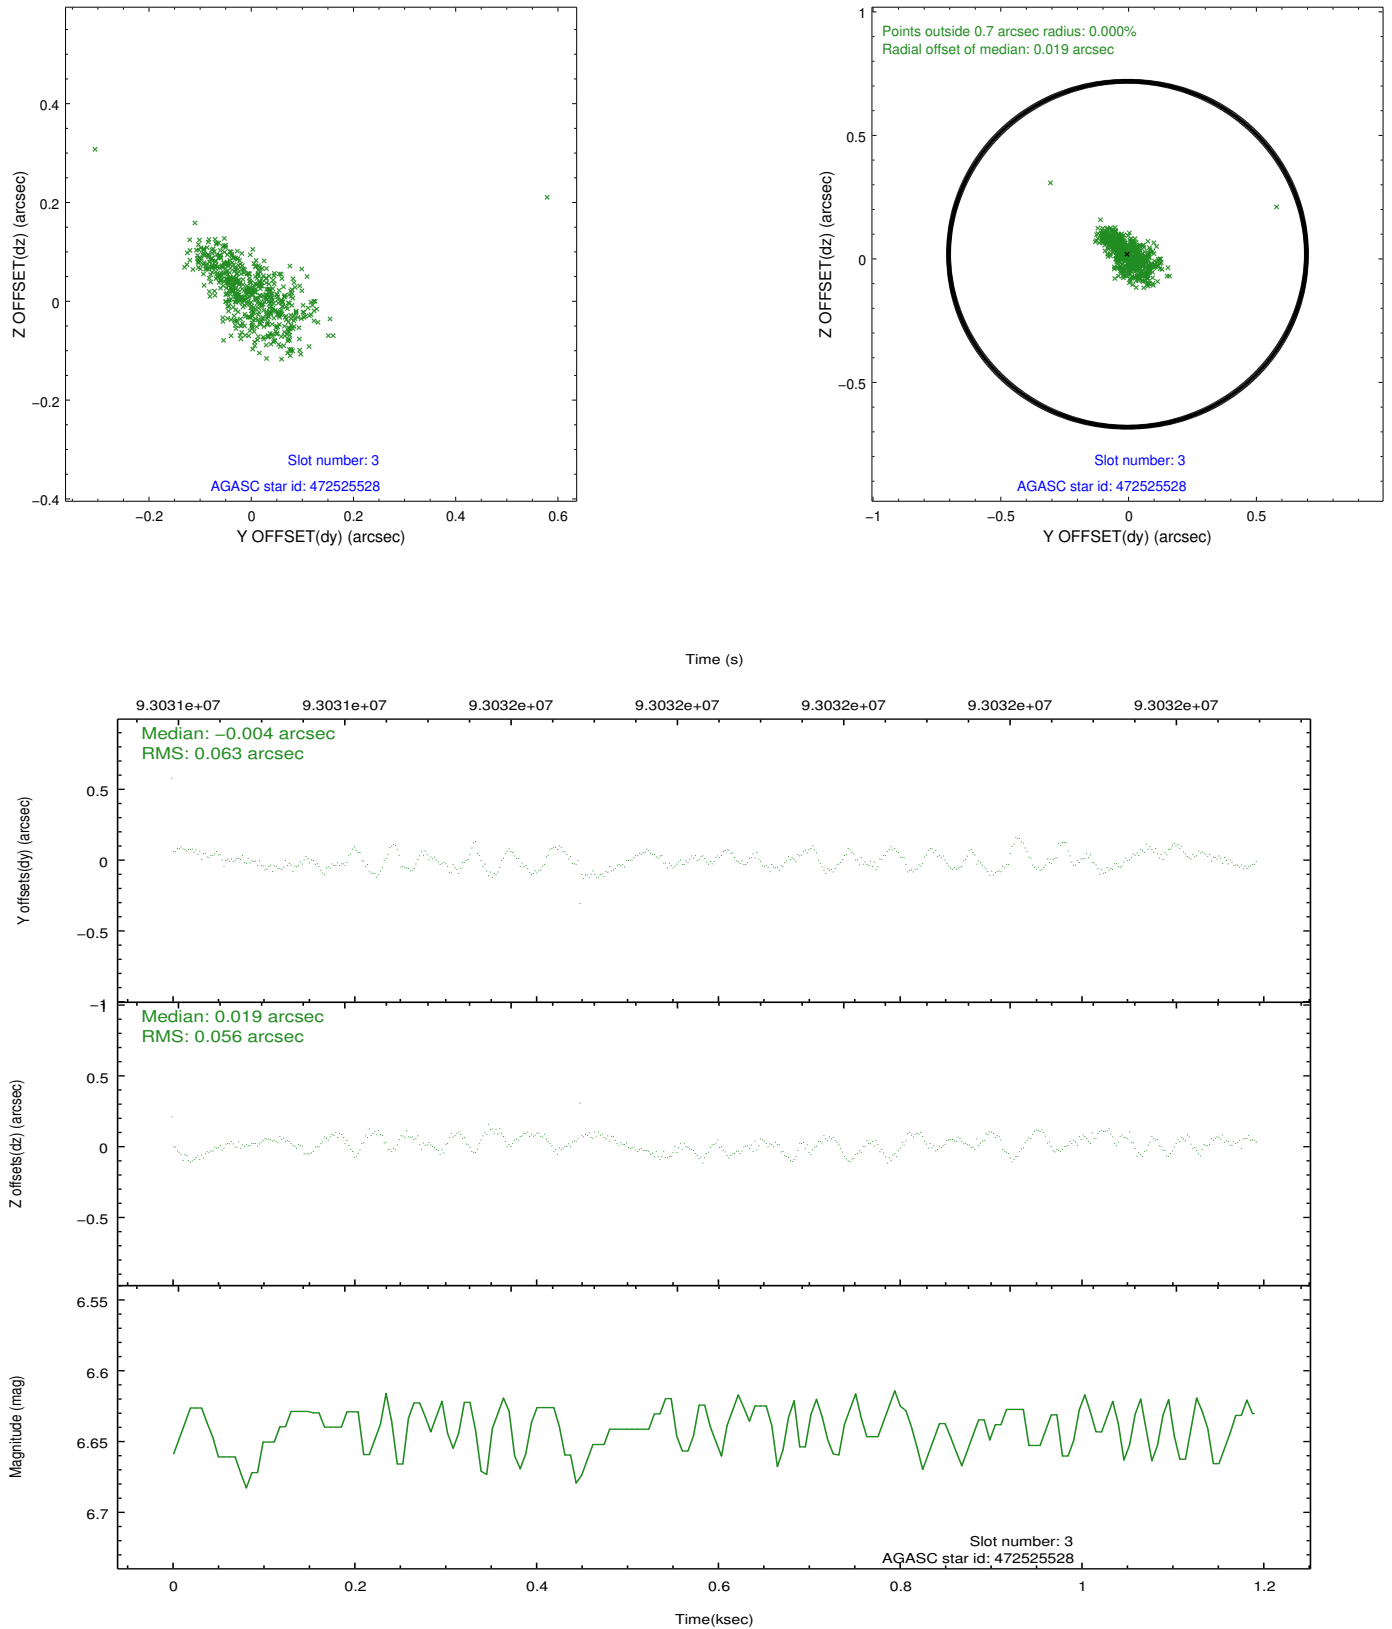 0.4
0.2
0
−0.2
−0.4
Z OFFSET(dz) (arcsec)
Slot number: 3
AGASC star id: 472525528
−0.2 0 0.2 0.4 0.6
Y OFFSET(dy) (arcsec)
1
0.5
0
−0.5
Z OFFSET(dz) (arcsec)
Points outside 0.7 arcsec radius: 0.000%
Radial offset of median: 0.019 arcsec
Slot number: 3
AGASC star id: 472525528
−1 −0.5 0 0.5
Y OFFSET(dy) (arcsec)
Time (s)
9.3031e+07 9.3031e+07 9.3032e+07 9.3032e+07 9.3032e+07 9.3032e+07 9.3032e+07
Median: −0.004 arcsec
RMS: 0.063 arcsec
0.5
0
−0.5
−1
Y offsets(dy) (arcsec)
Median: 0.019 arcsec
RMS: 0.056 arcsec
0.5
0
−0.5
Z offsets(dz) (arcsec)
6.55
6.6
6.65
6.7
Magnitude (mag)
Slot number: 3
AGASC star id: 472525528
0 0.2 0.4 0.6 0.8 1 1.2
Time(ksec)